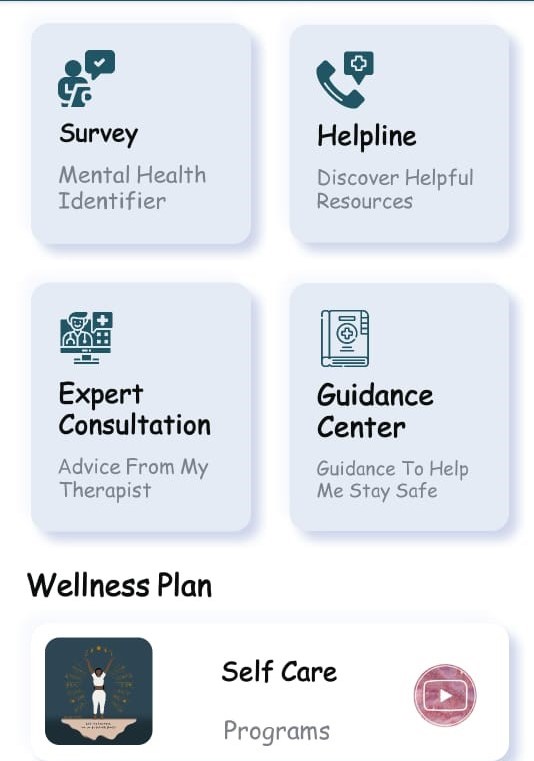 Survey
Mental Health
Identifier
Helpline
Discover Helpful
Resources
Expert
Consultation
Advice From My
Therapist
Guidance
Center
Guidance To Help
Me Stay Safe
Wellness Plan
Self Care
Programs